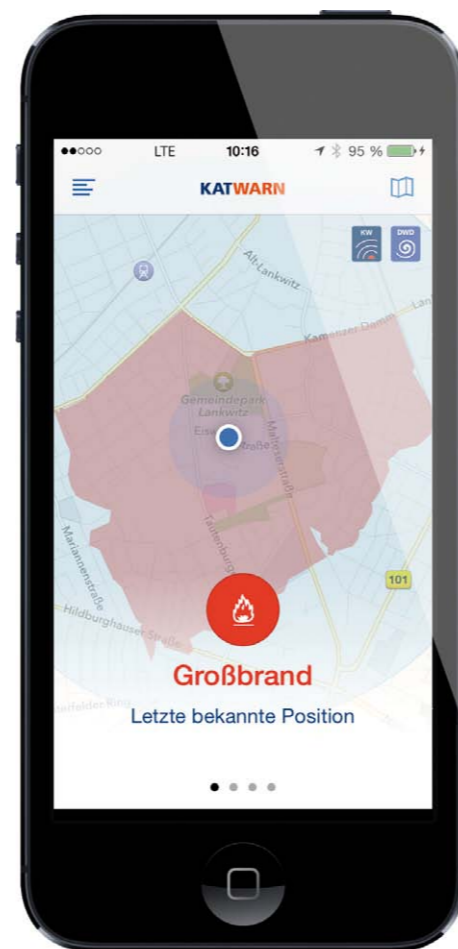 LTE 10:16 95 %
KATWARN
KW DWD
Alt-Lankwitz
Kamenzer Damm
Gemeindepark
Lankwitz
Malteserstraße
Mariannenstraße
101
Hildburghauser Straße
Großbrand
Letzte bekannte Position